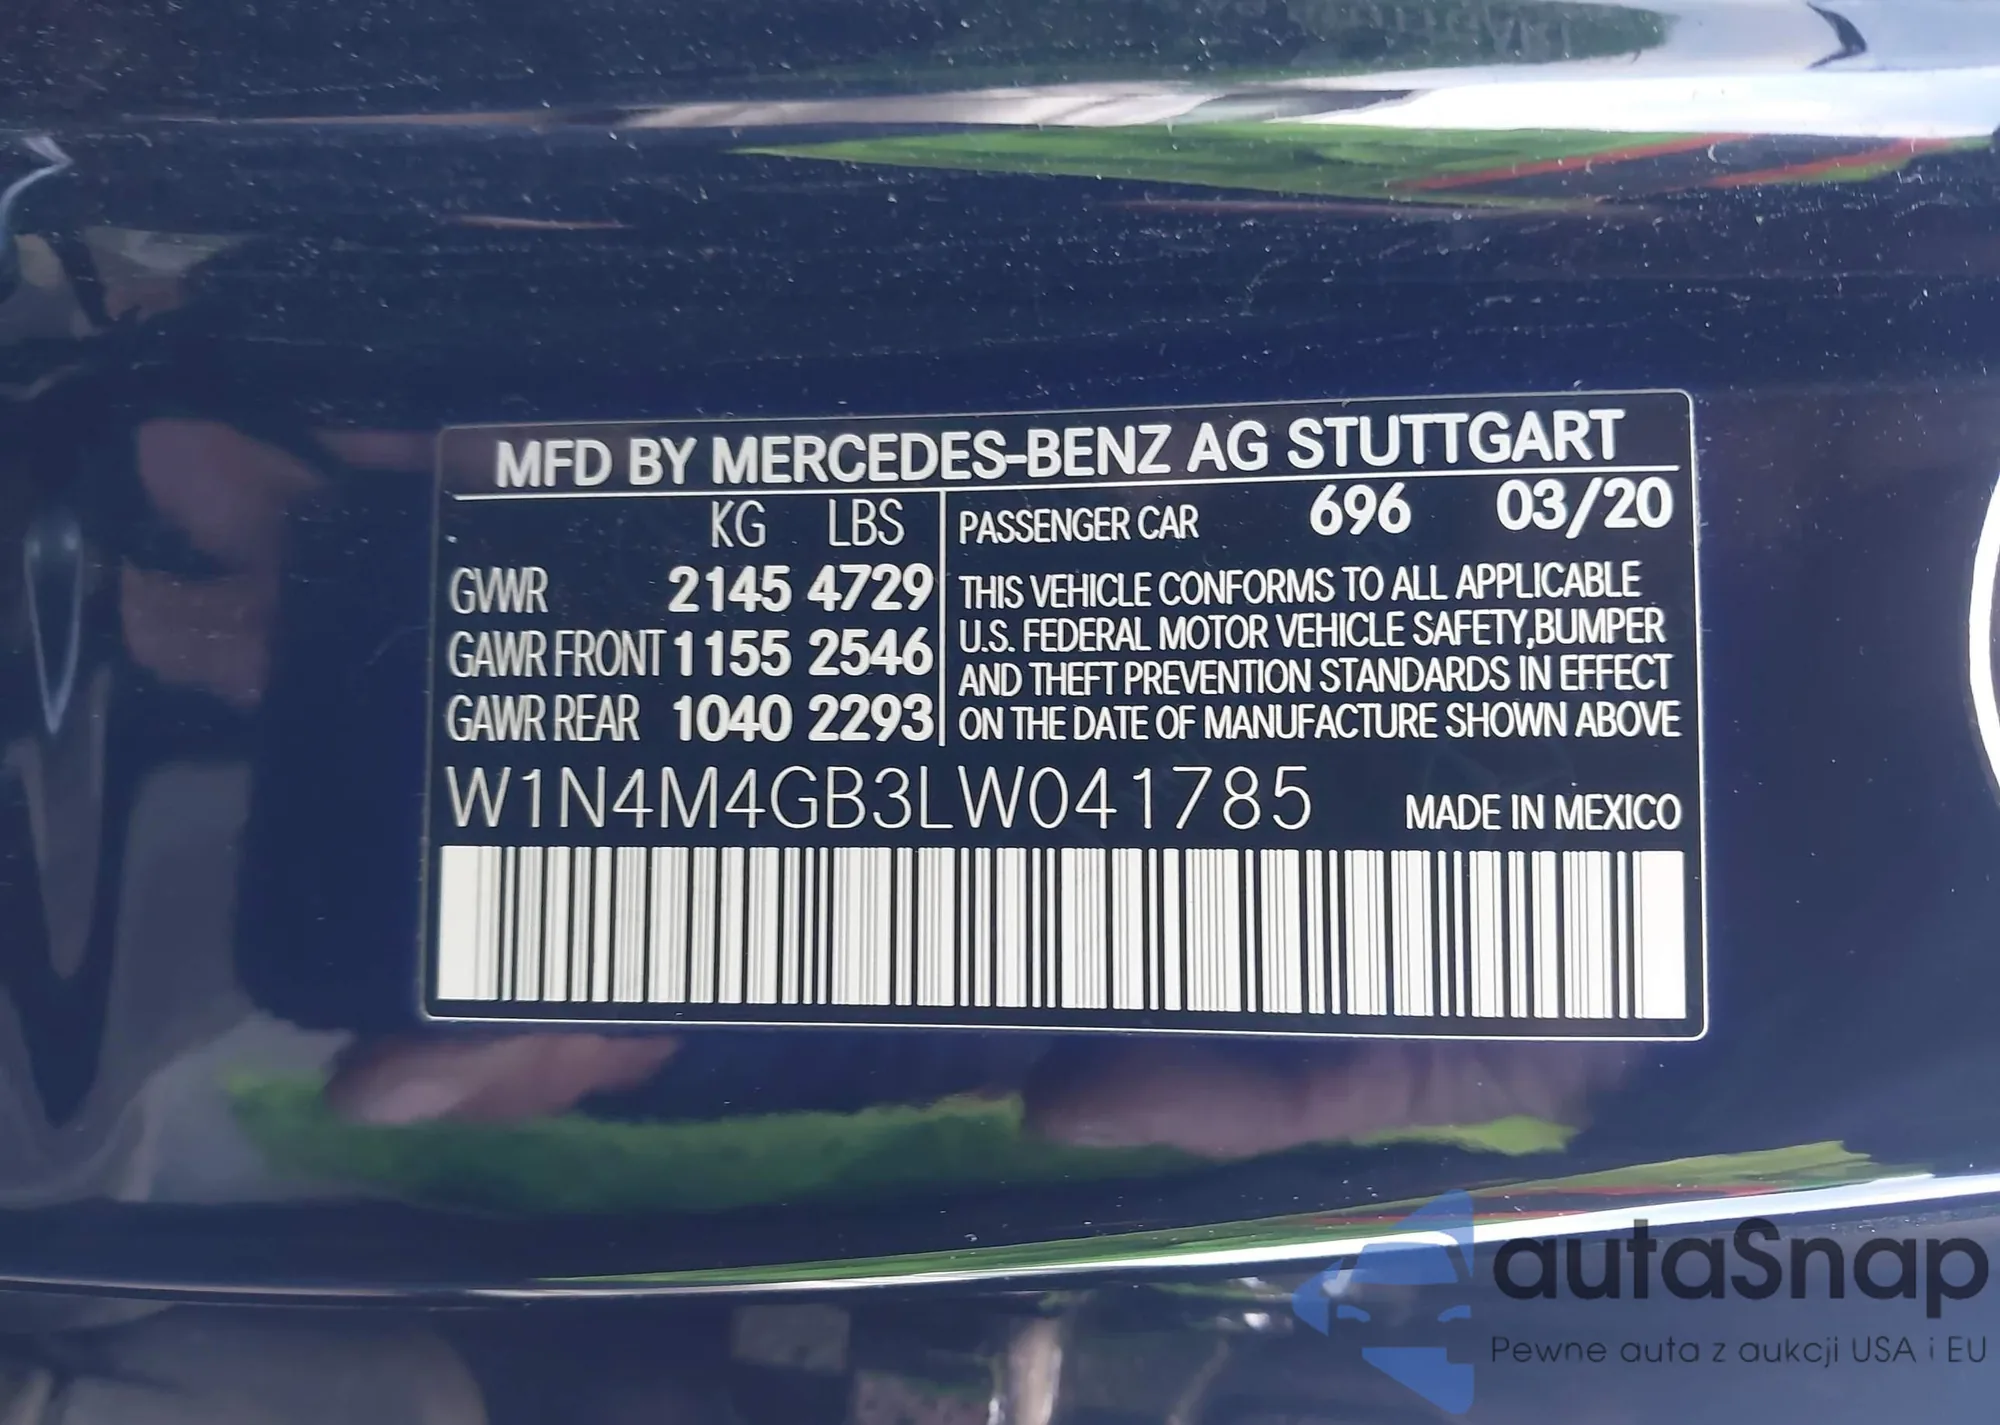 MFD BY MERCEDES-BENZ AG STUTTGART
KG LBS
GVWR 2145 4729
GAWR FRONT 1155 2546
GAWR REAR 1040 2293
PASSENGER CAR 696 03/20
THIS VEHICLE CONFORMS TO ALL APPLICABLE
U.S. FEDERAL MOTOR VEHICLE SAFETY,BUMPER
AND THEFT PREVENTION STANDARDS IN EFFECT
ON THE DATE OF MANUFACTURE SHOWN ABOVE
W1N4M4GB3LW041785 MADE IN MEXICO
autaSnap
Pewne auta z aukcji USA i EU